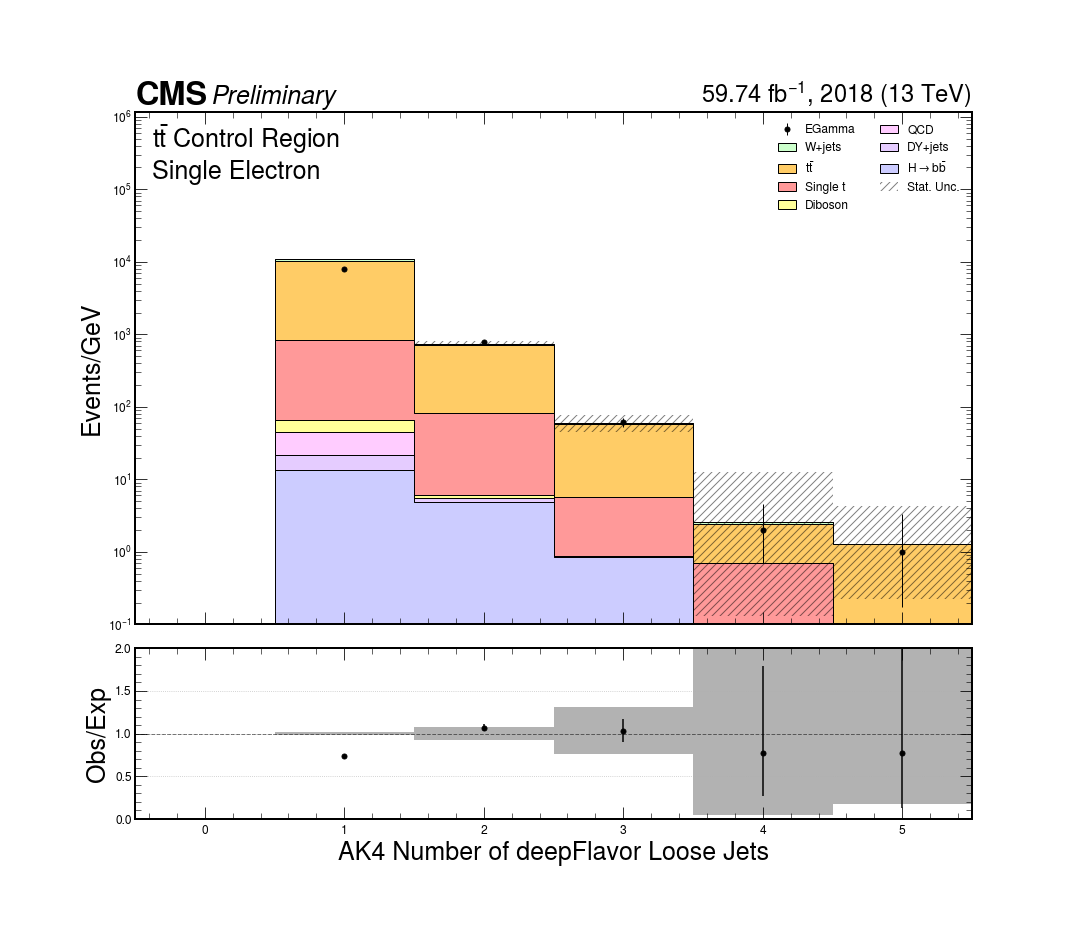 CMS Preliminary
59.74 fb⁻¹, 2018 (13 TeV)
tt̄ Control Region
Single Electron
EGamma
W+jets
tt̄
Single t
Diboson
QCD
DY+jets
H→bb̄
Stat. Unc.
Events/GeV
10⁶
10⁵
10⁴
10³
10²
10¹
10⁰
10⁻¹
Obs/Exp
2.0
1.5
1.0
0.5
0.0
0 1 2 3 4 5
AK4 Number of deepFlavor Loose Jets